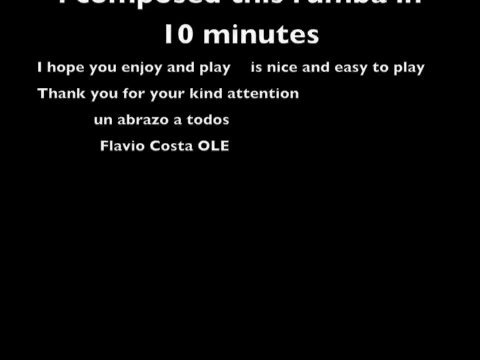 I composed this rumba in
10 minutes
I hope you enjoy and play is nice and easy to play
Thank you for your kind attention
un abrazo a todos
Flavio Costa OLE